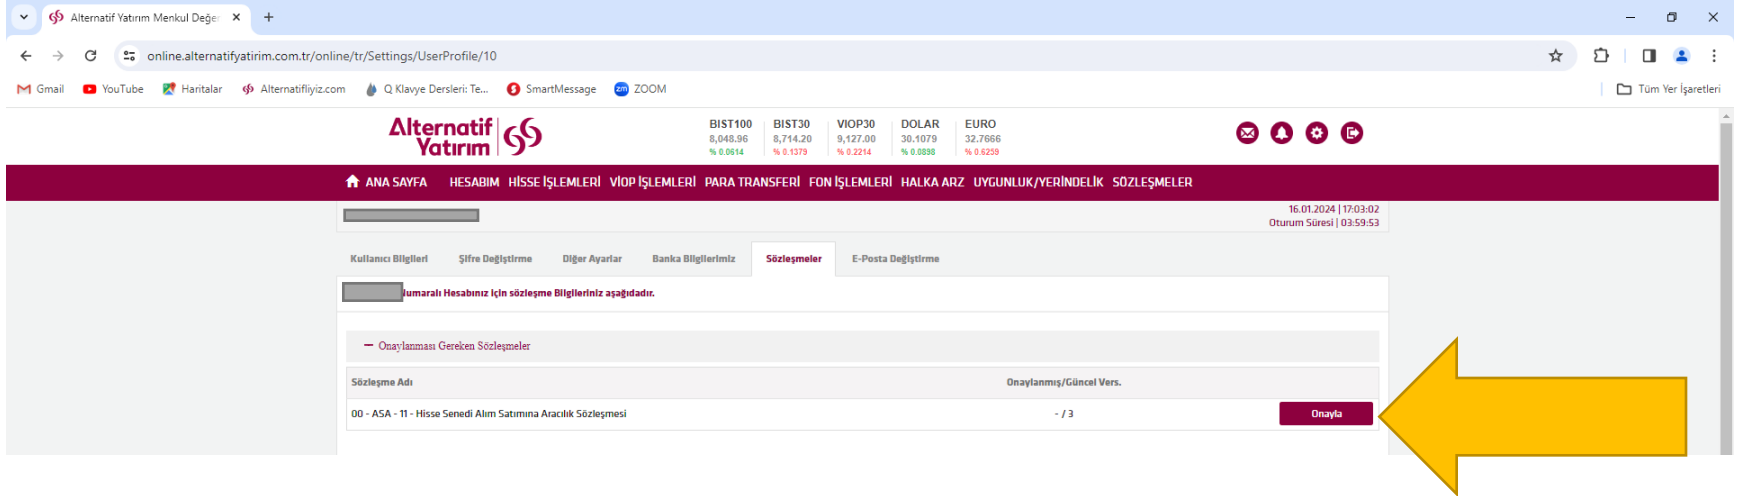 Alternatif Yatırım Menkul Değer
online.alternatifyatirim.com.tr/online/tr/Settings/UserProfile/10
Gmail YouTube Haritalar Alternatifliyiz.com Q Klavye Dersleri: Te... SmartMessage zm ZOOM Tüm Yer İşaretleri
Alternatif Yatırım
BIST100 BIST30 VIOP30 DOLAR EURO
8,048.96 8,714.20 9,127.00 30.1079 32.7666
% 0.0614 % 0.1379 % 0.2214 % 0.0898 % 0.6259
ANA SAYFA HESABIM HİSSE İŞLEMLERİ VİOP İŞLEMLERİ PARA TRANSFERİ FON İŞLEMLERİ HALKA ARZ UYGUNLUK/YERİNDELİK SÖZLEŞMELER
16.01.2024 | 17:03:02
Oturum Süresi | 03:59:53
Kullanıcı Bilgileri Şifre Değiştirme Diğer Ayarlar Banka Bilgilerimiz Sözleşmeler E-Posta Değiştirme
Numaralı Hesabınız için sözleşme Bilgileriniz aşağıdadır.
Onaylanması Gereken Sözleşmeler
Sözleşme Adı Onaylanmış/Güncel Vers.
00 - ASA - 11 - Hisse Senedi Alım Satımına Aracılık Sözleşmesi - / 3 Onayla